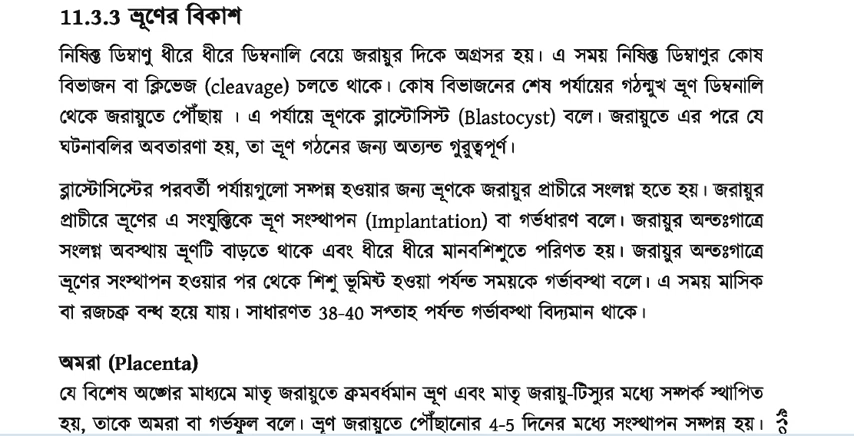 11.3.3 ভ্রূণের বিকাশ
নিষিক্ত ডিম্বাণু ধীরে ধীরে ডিম্বনালি বেয়ে জরায়ুর দিকে অগ্রসর হয়। এ সময় নিষিক্ত ডিম্বাণুর কোষ
বিভাজন বা ক্লিভেজ (cleavage) চলতে থাকে। কোষ বিভাজনের শেষ পর্যায়ের গঠন্মুখ ভ্রূণ ডিম্বনালি
থেকে জরায়ুতে পৌঁছায় । এ পর্যায়ে ভ্রূণকে ব্লাস্টোসিস্ট (Blastocyst) বলে। জরায়ুতে এর পরে যে
ঘটনাবলির অবতারণা হয়, তা ভ্রূণ গঠনের জন্য অত্যন্ত গুরুত্বপূর্ণ।
ব্লাস্টোসিস্টের পরবর্তী পর্যায়গুলো সম্পন্ন হওয়ার জন্য ভ্রূণকে জরায়ুর প্রাচীরে সংলগ্ন হতে হয়। জরায়ুর
প্রাচীরে ভ্রূণের এ সংযুক্তিকে ভ্রূণ সংস্থাপন (Implantation) বা গর্ভধারণ বলে। জরায়ুর অন্তঃগাত্রে
সংলগ্ন অবস্থায় ভ্রূণটি বাড়তে থাকে এবং ধীরে ধীরে মানবশিশুতে পরিণত হয়। জরায়ুর অন্তঃগাত্রে
ভ্রূণের সংস্থাপন হওয়ার পর থেকে শিশু ভূমিষ্ট হওয়া পর্যন্ত সময়কে গর্ভাবস্থা বলে। এ সময় মাসিক
বা রজচক্র বন্ধ হয়ে যায়। সাধারণত 38-40 সপ্তাহ পর্যন্ত গর্ভাবস্থা বিদ্যমান থাকে।
অমরা (Placenta)
যে বিশেষ অঙ্গের মাধ্যমে মাতৃ জরায়ুতে ক্রমবর্ধমান ভ্রূণ এবং মাতৃ জরায়ু-টিস্যুর মধ্যে সম্পর্ক স্থাপিত
হয়, তাকে অমরা বা গর্ভফুল বলে। ভ্রূণ জরায়ুতে পৌঁছানোর 4-5 দিনের মধ্যে সংস্থাপন সম্পন্ন হয়।